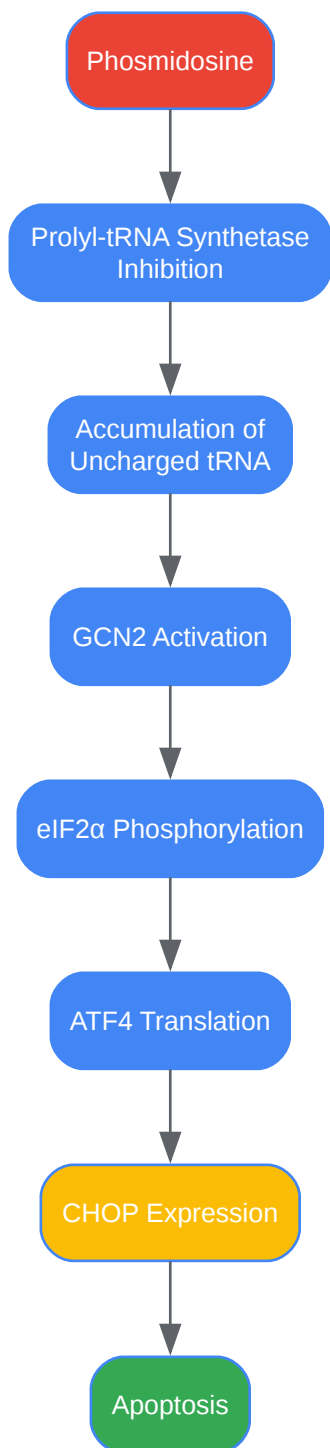 Phosmidosine
Prolyl-tRNA Synthetase
Inhibition
Accumulation of
Uncharged tRNA
GCN2 Activation
eIF2α Phosphorylation
ATF4 Translation
CHOP Expression
Apoptosis